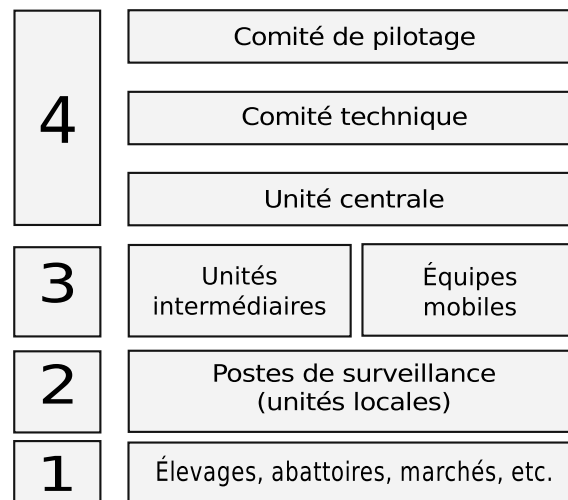 4
Comité de pilotage
Comité technique
Unité centrale
3
Unités
intermédiaires
Équipes
mobiles
2
Postes de surveillance
(unités locales)
1
Élevages, abattoires, marchés, etc.